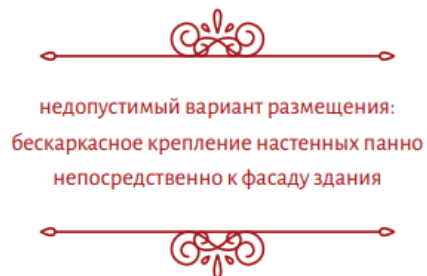 недопустимый вариант размещения:
бескаркасное крепление настенных панно
непосредственно к фасаду здания